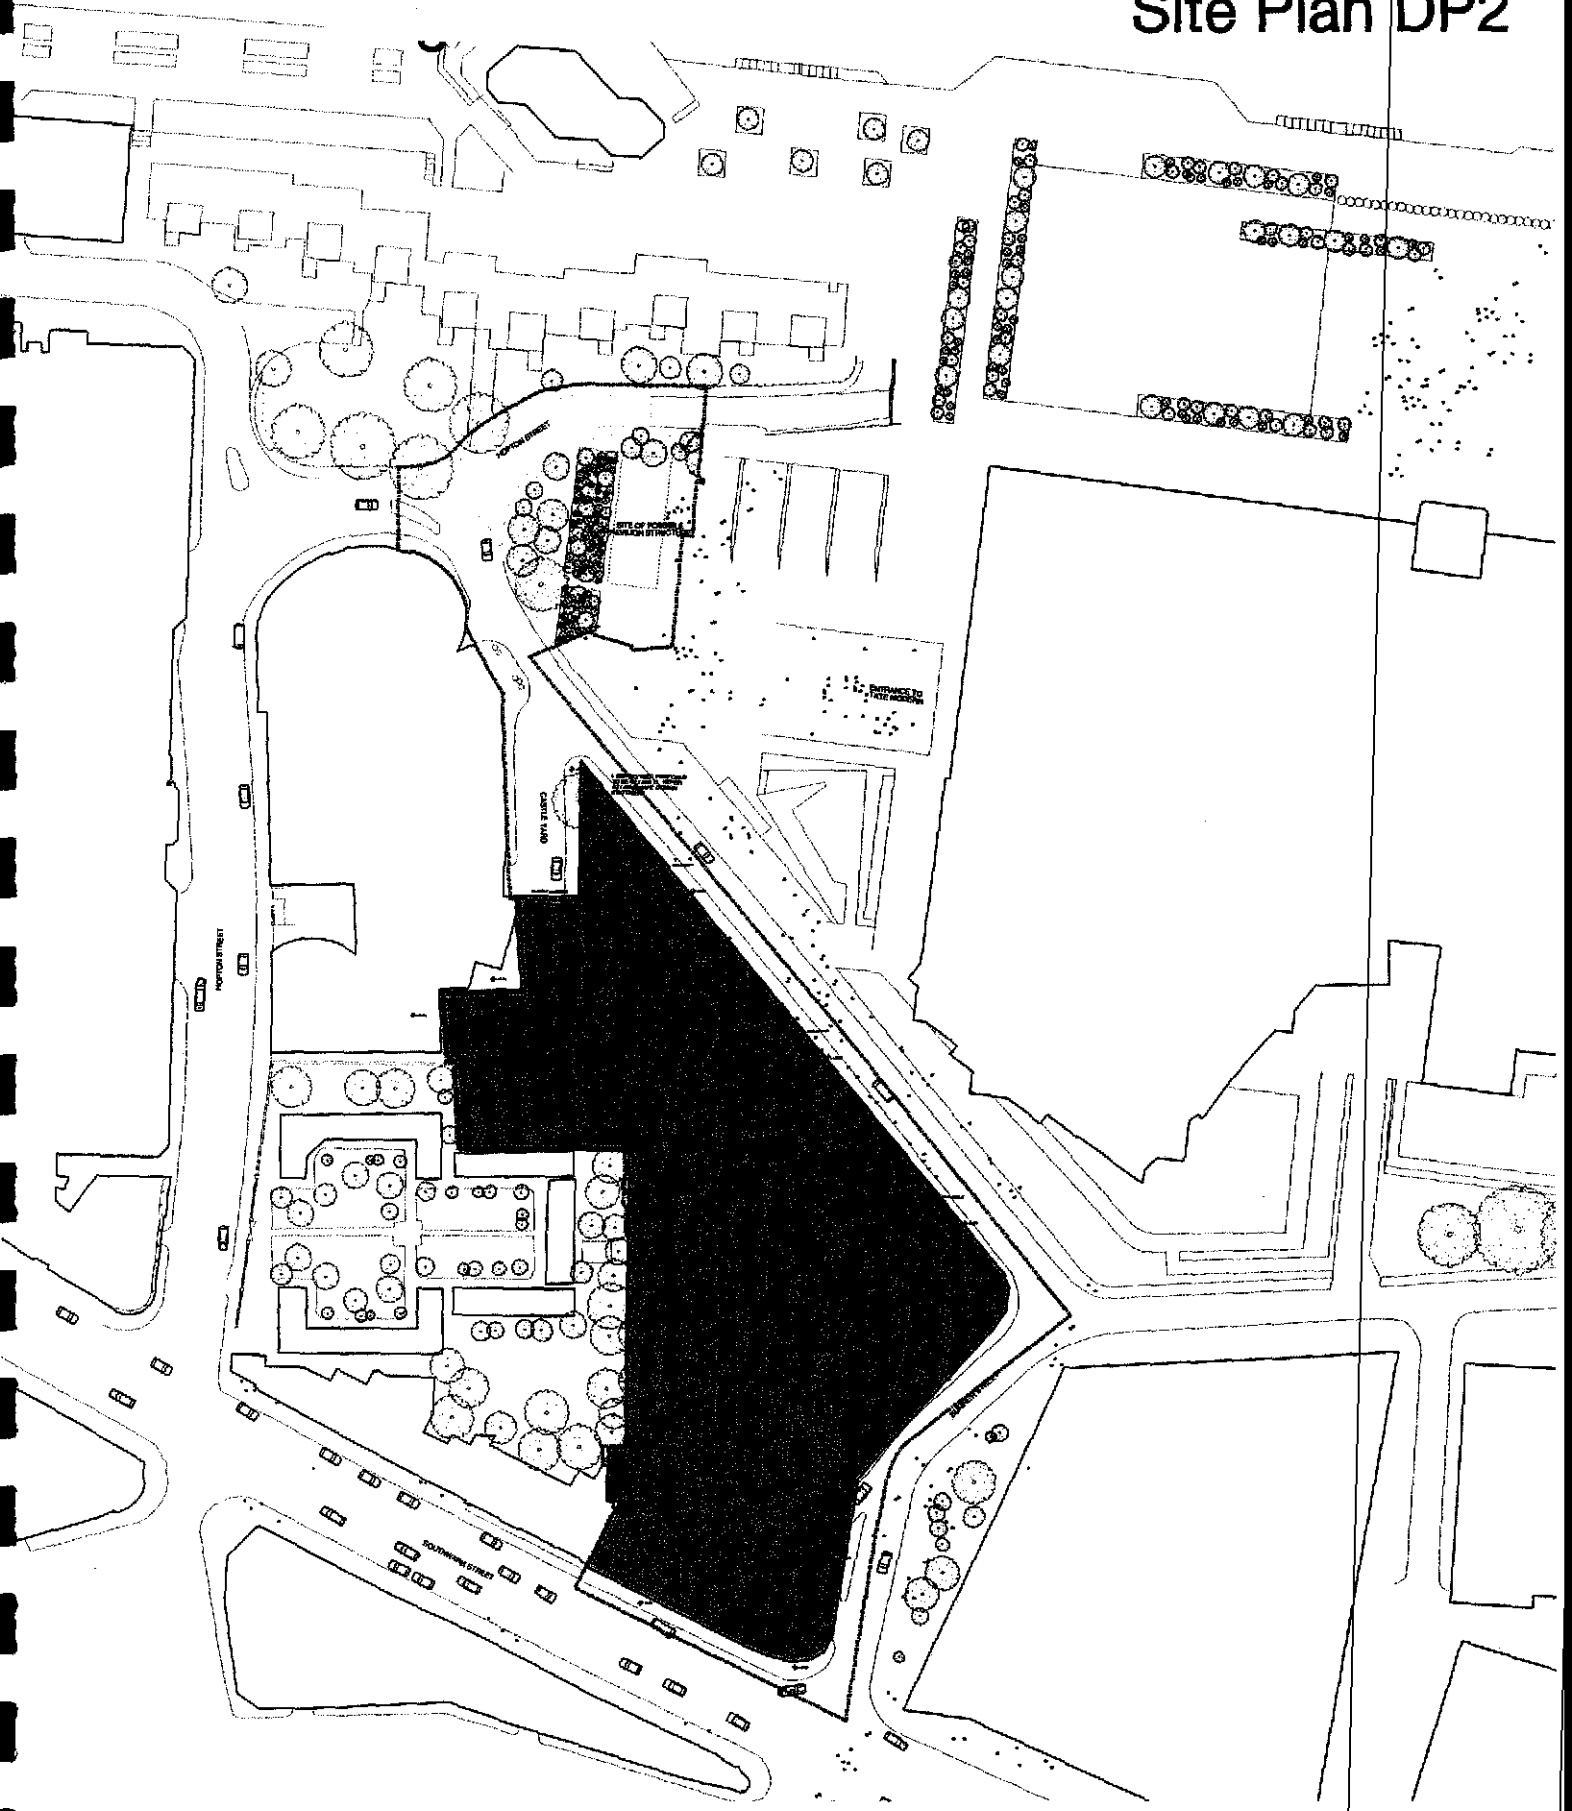 Site Plan DP2
HOPTON STREET
SITE OF POSSIBLE
PAVILION STRUCTURE
ENTRANCE TO
TATE MODERN
CASTLE YARD
HOPTON STREET
SOUTHWARK STREET